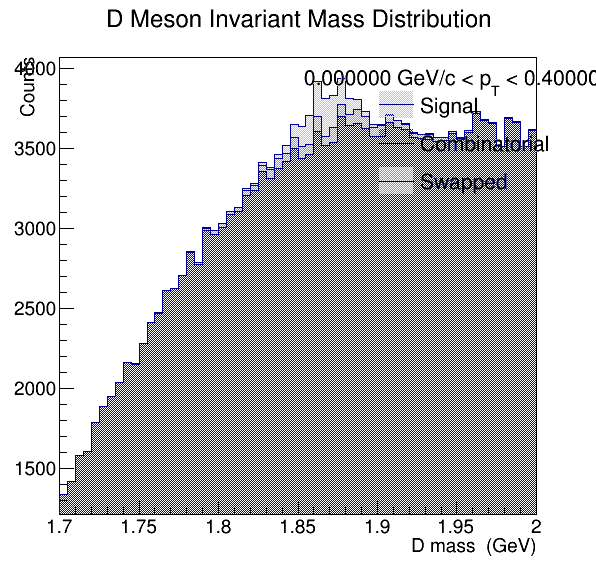 D Meson Invariant Mass Distribution
Counts
4000
3500
3000
2500
2000
1500
0.000000 GeV/c < pT < 0.40000
Signal
Combinatorial
Swapped
1.7 1.75 1.8 1.85 1.9 1.95 2
D mass (GeV)